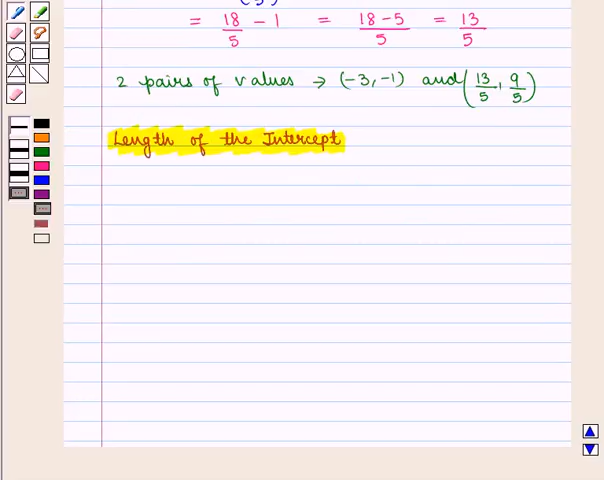 (5)
= 18/5 - 1 = 18-5/5 = 13/5
2 pairs of values → (-3,-1) and (13/5, 9/5)
Length of the Intercept